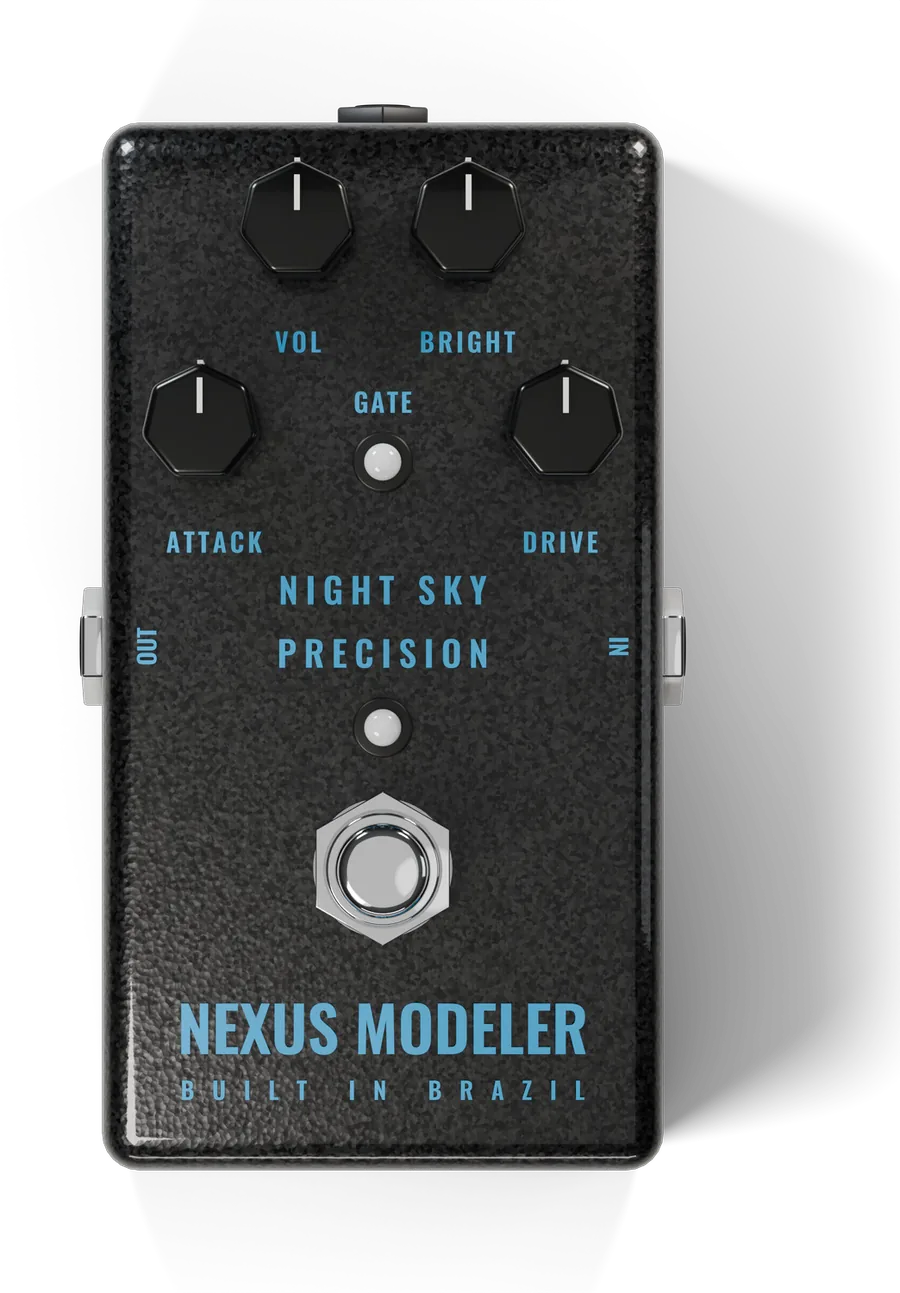 VOL BRIGHT
GATE
ATTACK DRIVE
NIGHT SKY
PRECISION
OUT IN
NEXUS MODELER
BUILT IN BRAZIL